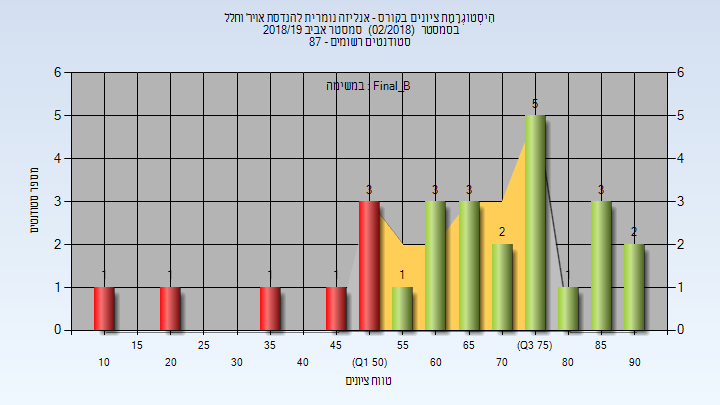 היסטוגרמת ציונים בקורס - אנליזה נומרית להנדסת אויר וחלל
בסמסטר (02/2018) סמסטר אביב 2018/19
סטודנטים רשומים - 87
במשימה : Final_B
מספר סטודנטים
6 6
5 5
4 4
3 3
2 2
1 1
0 0
1 1 1 1 3 1 3 3 2 5 1 3 2
15 25 35 45 55 65 (Q3 75) 85
10 20 30 40 (Q1 50) 60 70 80 90
טווח ציונים